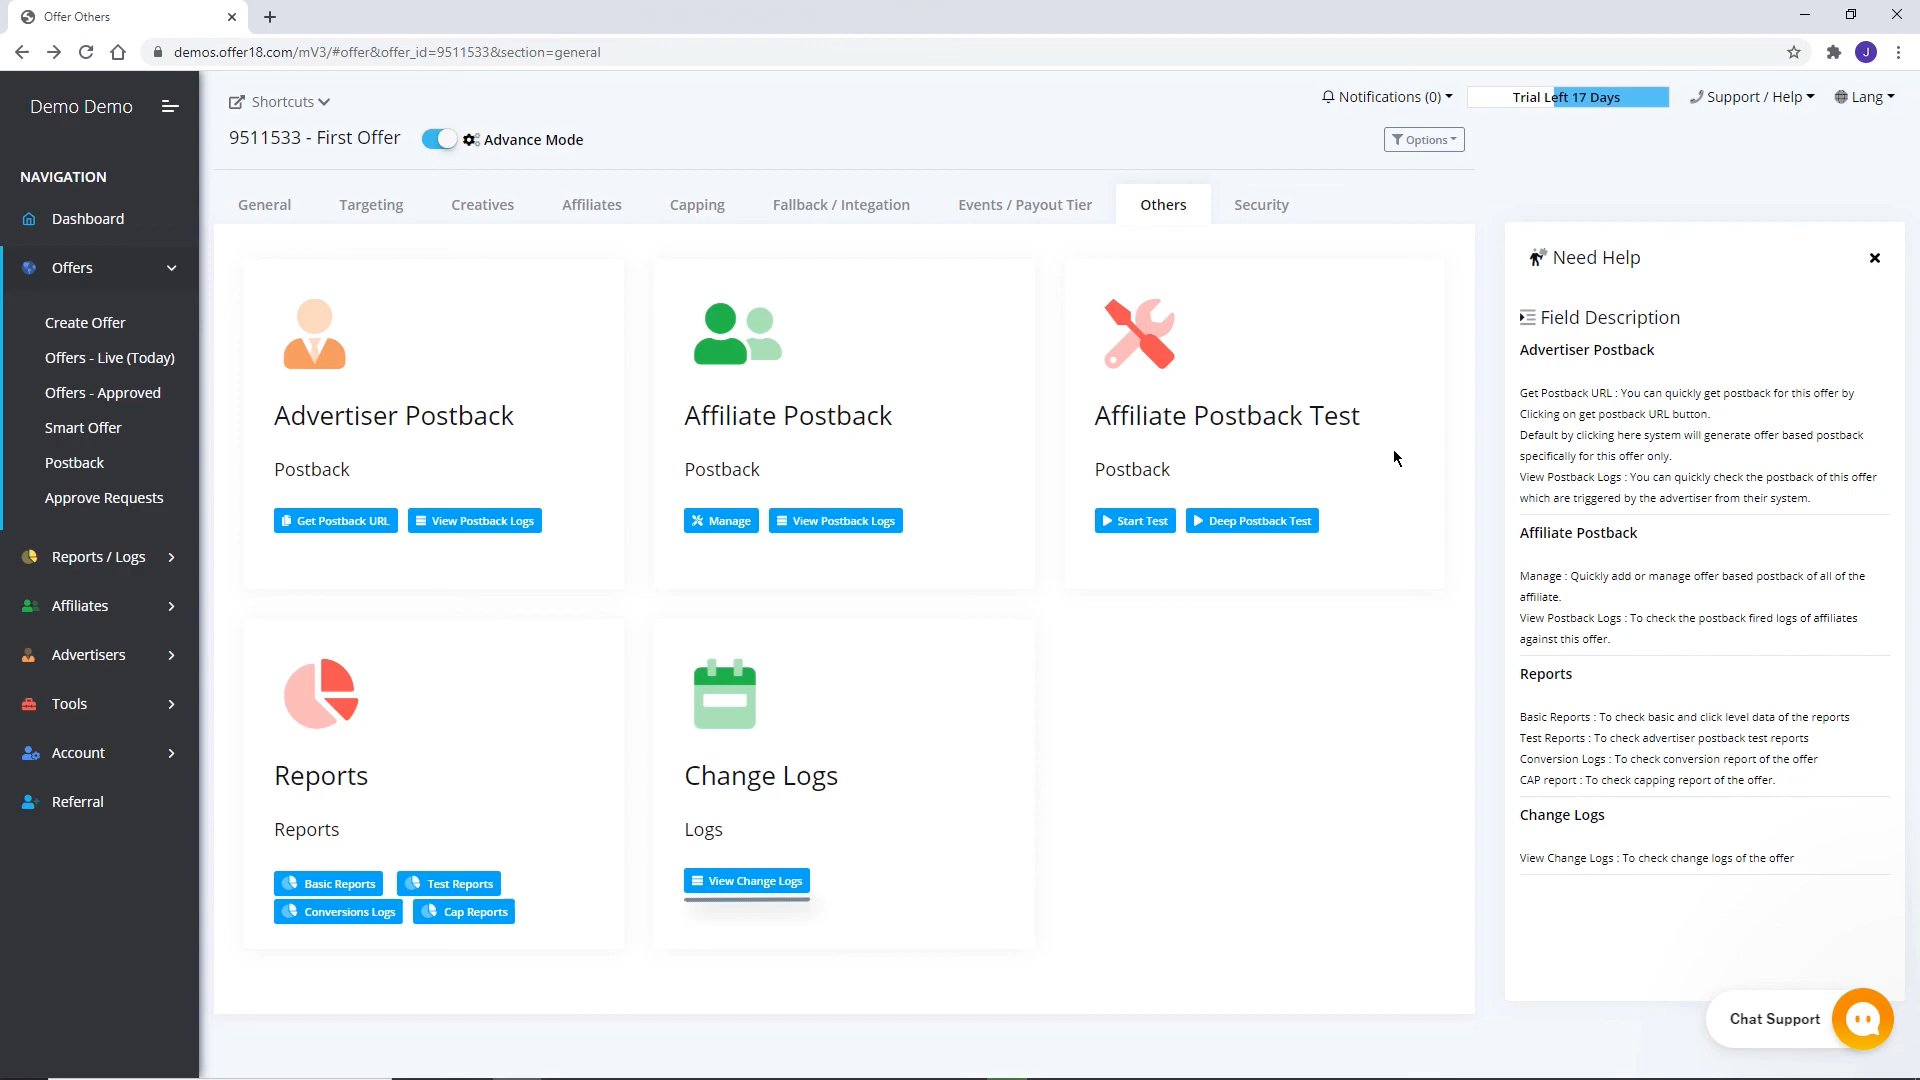 Offer Others
demos.offer18.com/mV3/#offer&offer_id=9511533&section=general
J
Demo Demo
Shortcuts
Notifications (0)
Trial Left 17 Days
Support / Help
Lang
9511533 - First Offer
Advance Mode
Options
NAVIGATION
Dashboard
Offers
Create Offer
Offers - Live (Today)
Offers - Approved
Smart Offer
Postback
Approve Requests
Reports / Logs
Affiliates
Advertisers
Tools
Account
Referral
General
Targeting
Creatives
Affiliates
Capping
Fallback / Integation
Events / Payout Tier
Others
Security
Advertiser Postback
Postback
Get Postback URL
View Postback Logs
Affiliate Postback
Postback
Manage
View Postback Logs
Affiliate Postback Test
Postback
Start Test
Deep Postback Test
Reports
Reports
Basic Reports
Test Reports
Conversions Logs
Cap Reports
Change Logs
Logs
View Change Logs
Need Help
Field Description
Advertiser Postback
Get Postback URL : You can quickly get postback for this offer by
Clicking on get postback URL button.
Default by clicking here system will generate offer based postback
specifically for this offer only.
View Postback Logs : You can quickly check the postback of this offer
which are triggered by the advertiser from their system.
Affiliate Postback
Manage : Quickly add or manage offer based postback of all of the
affiliate.
View Postback Logs : To check the postback fired logs of affiliates
against this offer.
Reports
Basic Reports : To check basic and click level data of the reports
Test Reports : To check advertiser postback test reports
Conversion Logs : To check conversion report of the offer
CAP report : To check capping report of the offer.
Change Logs
View Change Logs : To check change logs of the offer
Chat Support